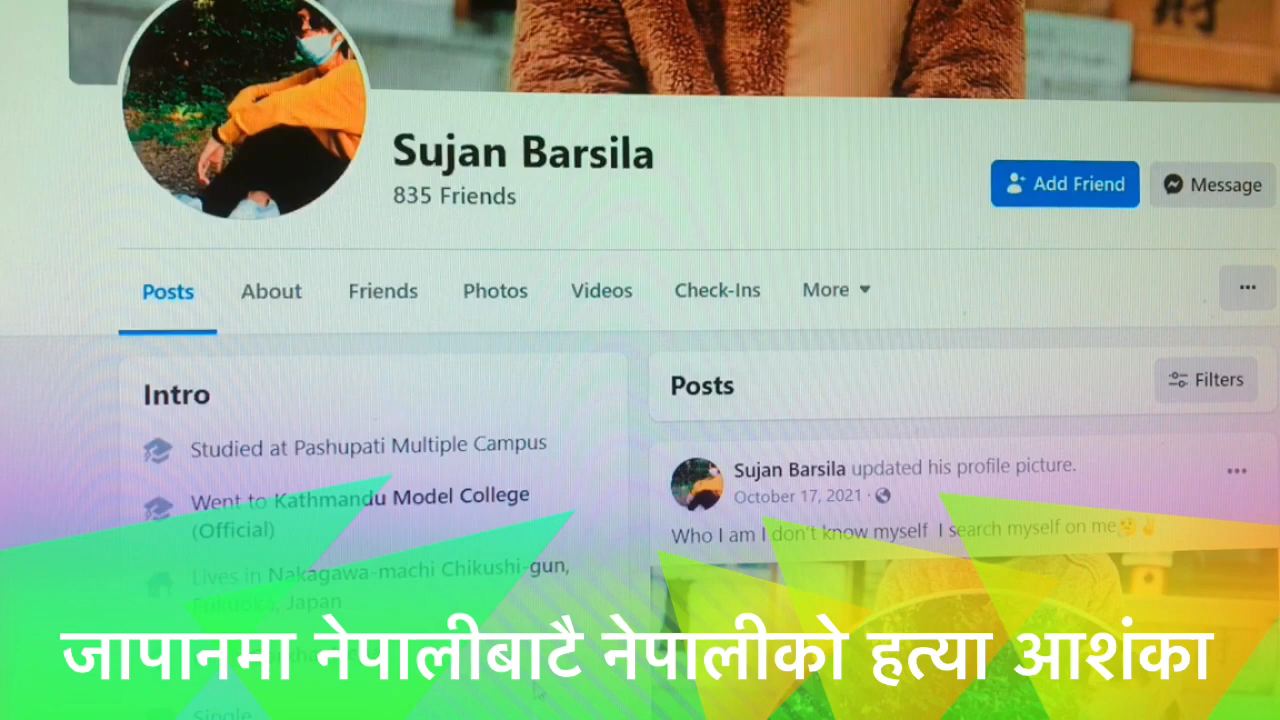 Sujan Barsila
835 Friends
Add Friend
Message
Posts
About
Friends
Photos
Videos
Check-Ins
More
Intro
Studied at Pashupati Multiple Campus
Went to Kathmandu Model College
(Official)
Lives in Nakagawa-machi Chikushi-gun,
Fukuoka, Japan
Single
Posts
Filters
Sujan Barsila updated his profile picture.
October 17, 2021 ·
Who I am I don't know myself I search myself on me🤔✌
जापानमा नेपालीबाटै नेपालीको हत्या आशंका